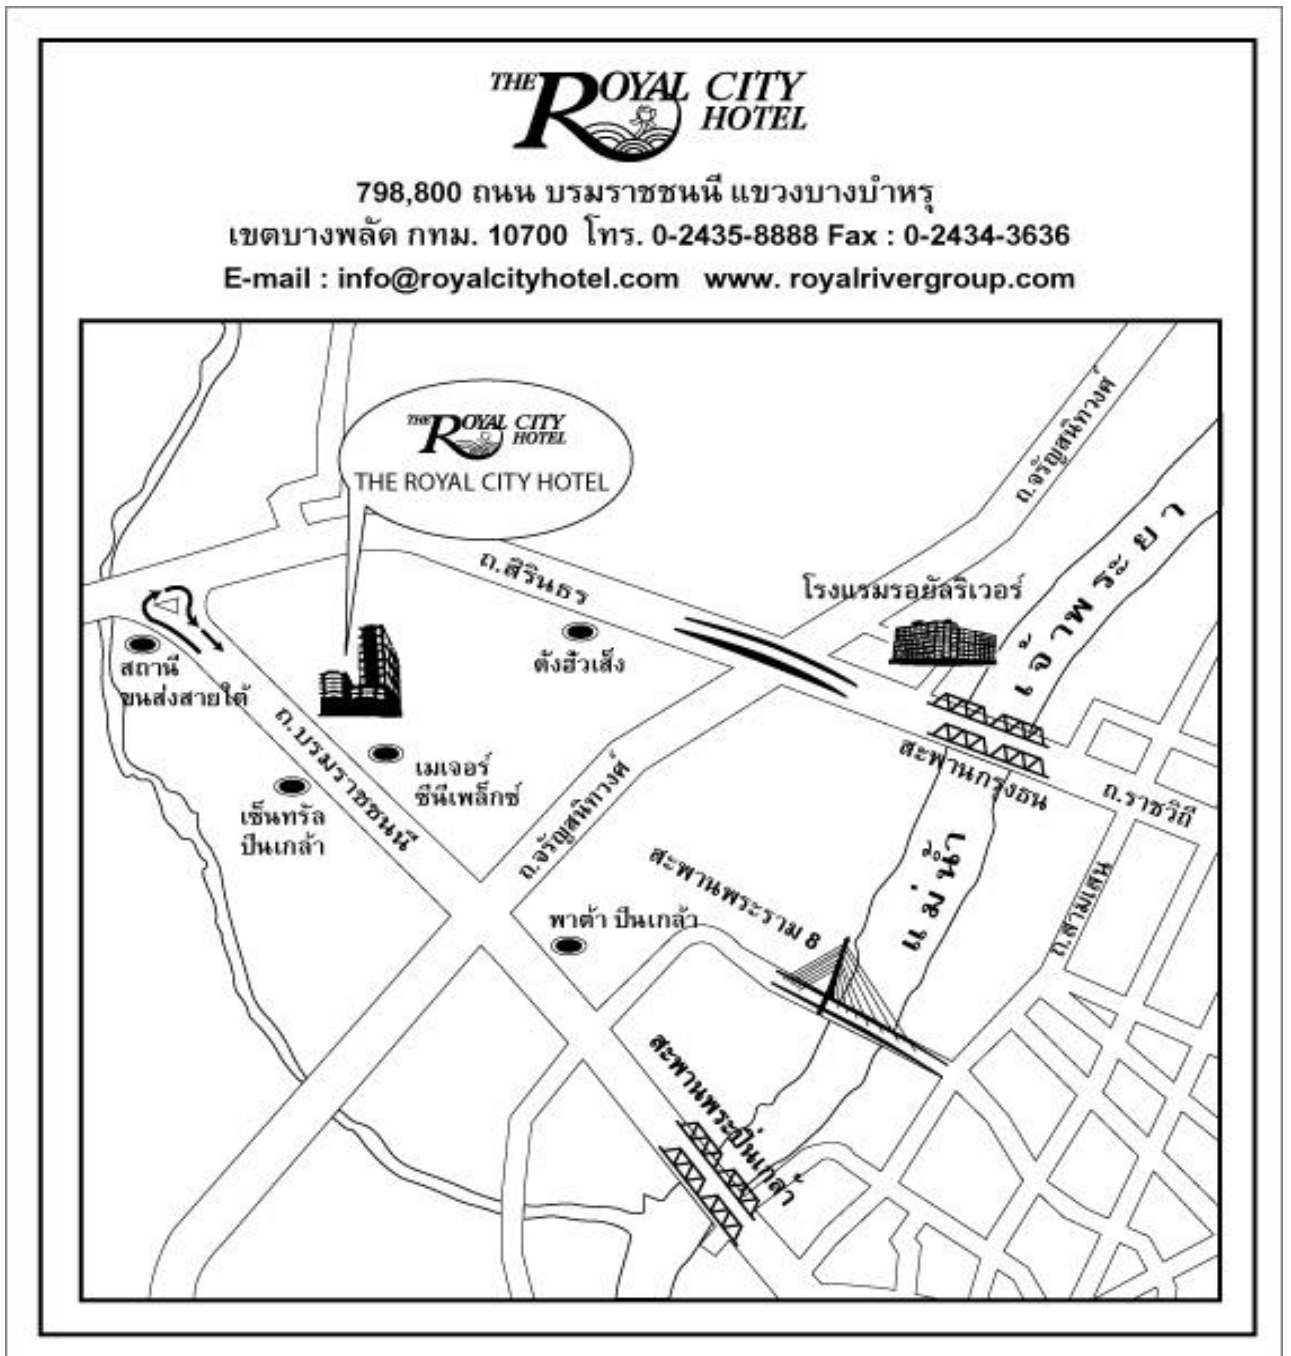 THE ROYAL CITY
HOTEL
798,800 ถนน บรมราชชนนี แขวงบางบำหรุ
เขตบางพลัด กทม. 10700 โทร. 0-2435-8888 Fax : 0-2434-3636
E-mail : info@royalcityhotel.com www. royalrivergroup.com
THE ROYAL CITY
HOTEL
THE ROYAL CITY HOTEL
ถ.จรัญสนิทวงศ์
ถ.สิรินธร
โรงแรมรอยัลริเวอร์
เจ้าพระยา
ตังฮั่วเส็ง
สถานี
ขนส่งสายใต้
ถ.บรมราชชนนี
เมเจอร์
ซีนีเพล็กซ์
เซ็นทรัล
ปิ่นเกล้า
ถ.จรัญสนิทวงศ์
สะพานกรุงธน
ถ.ราชวิถี
แม่น้ำ
สะพานพระราม 8
ถ.สามเสน
พาต้า ปิ่นเกล้า
สะพานพระปิ่นเกล้า